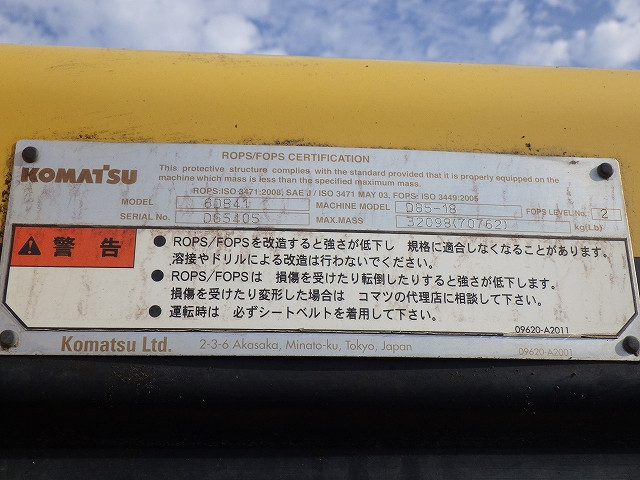 ROPS/FOPS CERTIFICATION
KOMATSU
This protective structure complies with the standard provided that it is properly equipped on the
machine which mass is less than the specified maximum mass.
ROPS:ISO 3471:2008, SAE J / ISO 3471 MAY 03, FOPS:ISO 3449:2005
MODEL 6DB41 MACHINE MODEL D85-18 FOPS LEVEL No. 2
SERIAL No. D65405 MAX.MASS 32099(70762) kg(Lb)
警告
● ROPS/FOPSを改造すると強さが低下し 規格に適合しなくなることがあります。
溶接やドリルによる改造は行わないでください。
● ROPS/FOPSは 損傷を受けたり転倒したりすると強さが低下します。
損傷を受けたり変形した場合は コマツの代理店に相談して下さい。
● 運転時は 必ずシートベルトを着用して下さい。
09620-A2011
Komatsu Ltd. 2-3-6 Akasaka, Minato-ku, Tokyo, Japan 09620-A2001